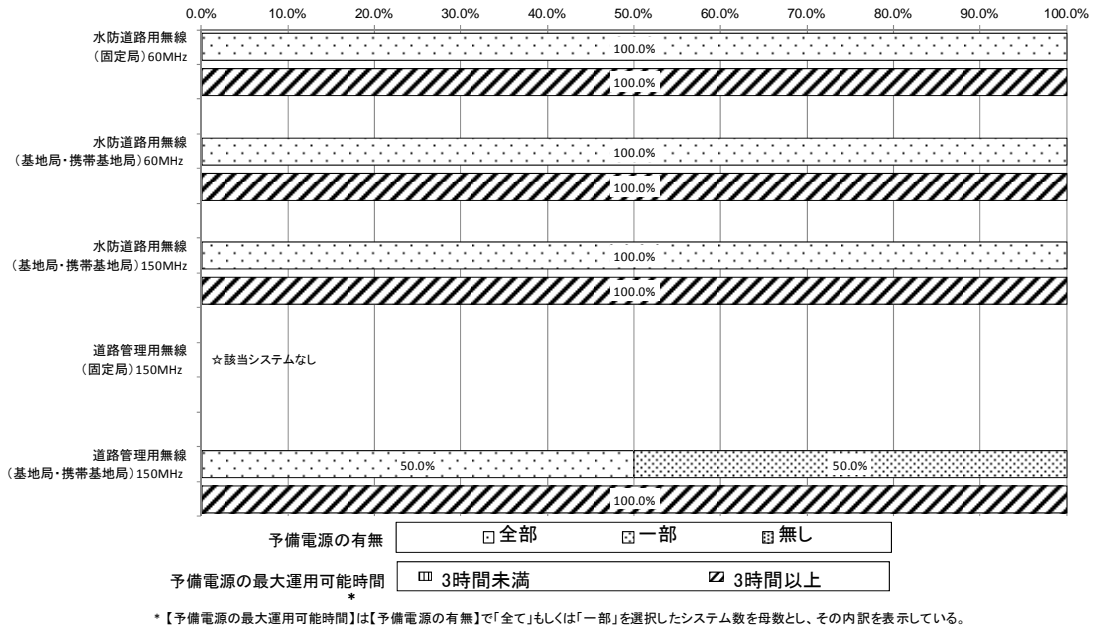 0.0% 10.0% 20.0% 30.0% 40.0% 50.0% 60.0% 70.0% 80.0% 90.0% 100.0%
水防道路用無線
(固定局)60MHz
100.0%
100.0%
水防道路用無線
(基地局・携帯基地局)60MHz
100.0%
100.0%
水防道路用無線
(基地局・携帯基地局)150MHz
100.0%
100.0%
道路管理用無線
(固定局)150MHz
☆該当システムなし
道路管理用無線
(基地局・携帯基地局)150MHz
50.0% 50.0%
100.0%
予備電源の有無 全部 一部 無し
予備電源の最大運用可能時間 3時間未満 3時間以上
*
* 【予備電源の最大運用可能時間】は【予備電源の有無】で「全て」もしくは「一部」を選択したシステム数を母数とし、その内訳を表示している。